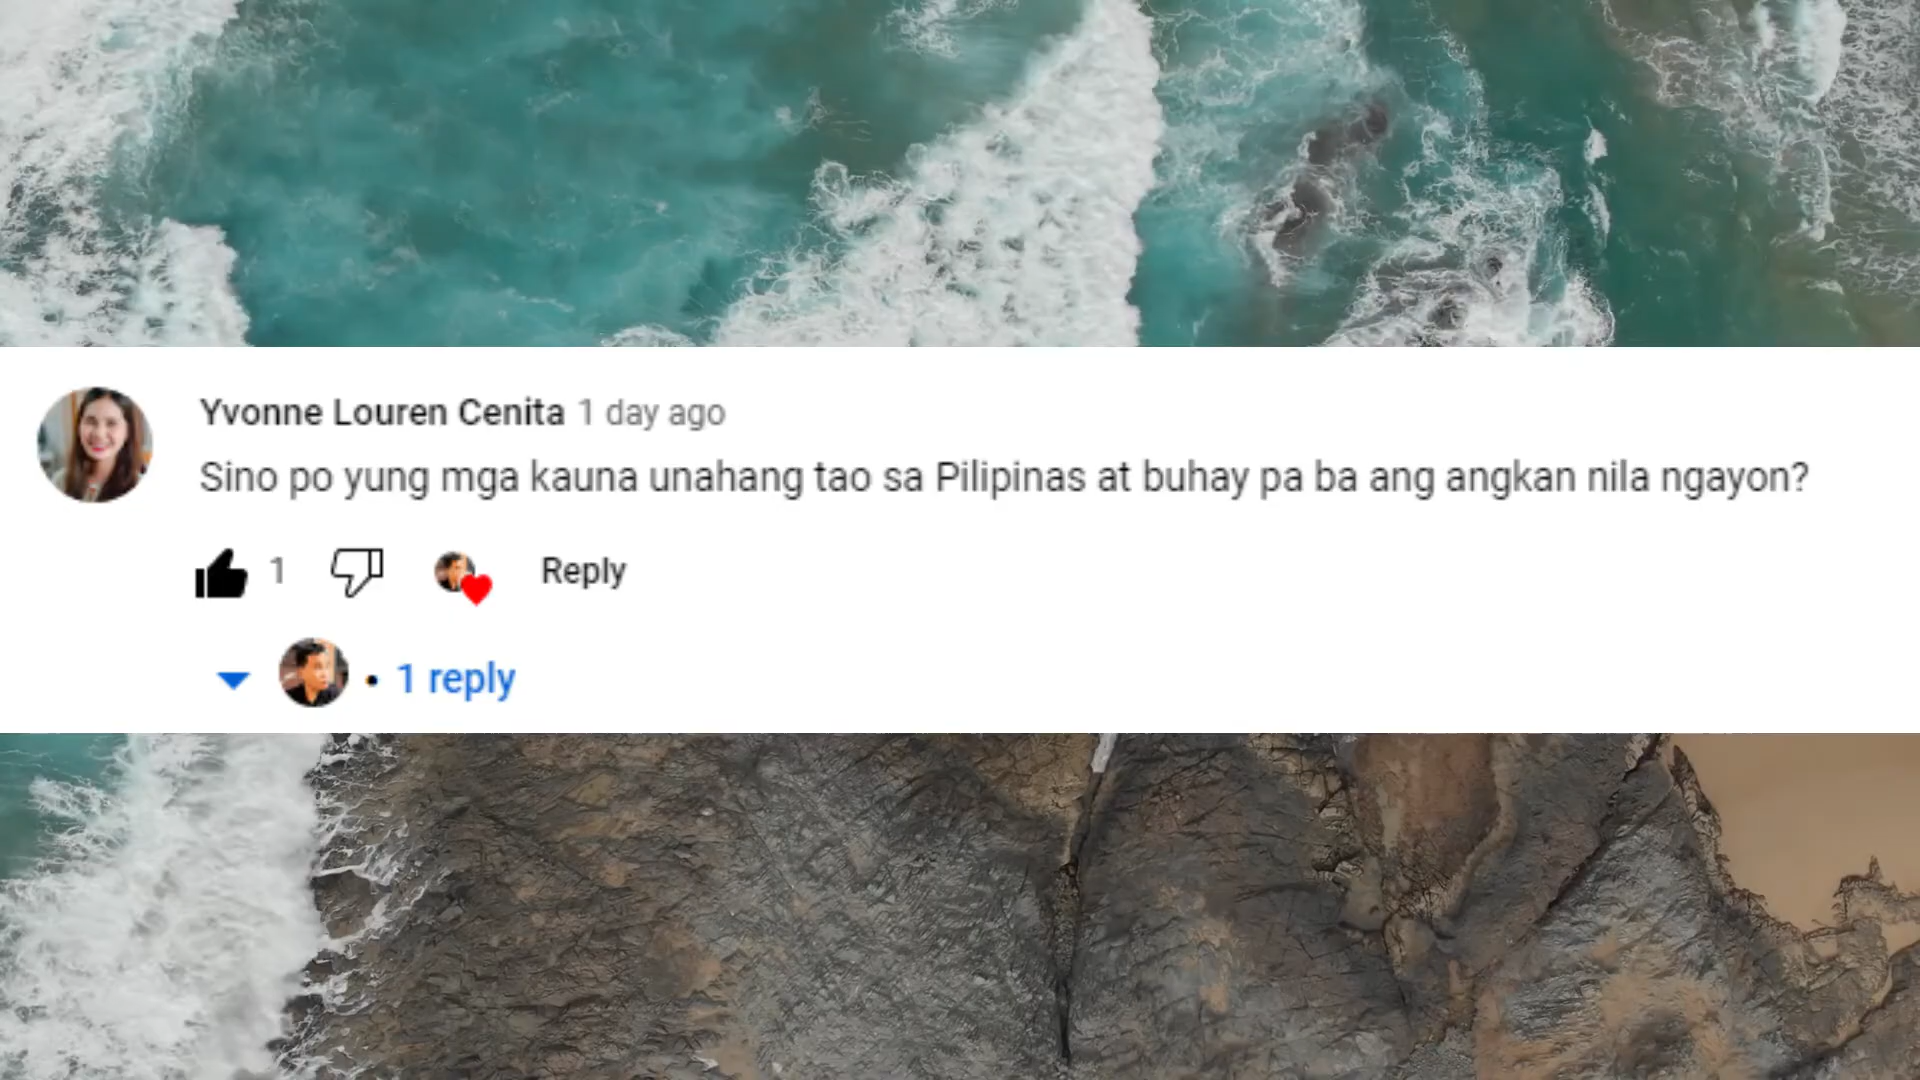 Yvonne Louren Cenita 1 day ago
Sino po yung mga kauna unahang tao sa Pilipinas at buhay pa ba ang angkan nila ngayon?
1 Reply
• 1 reply